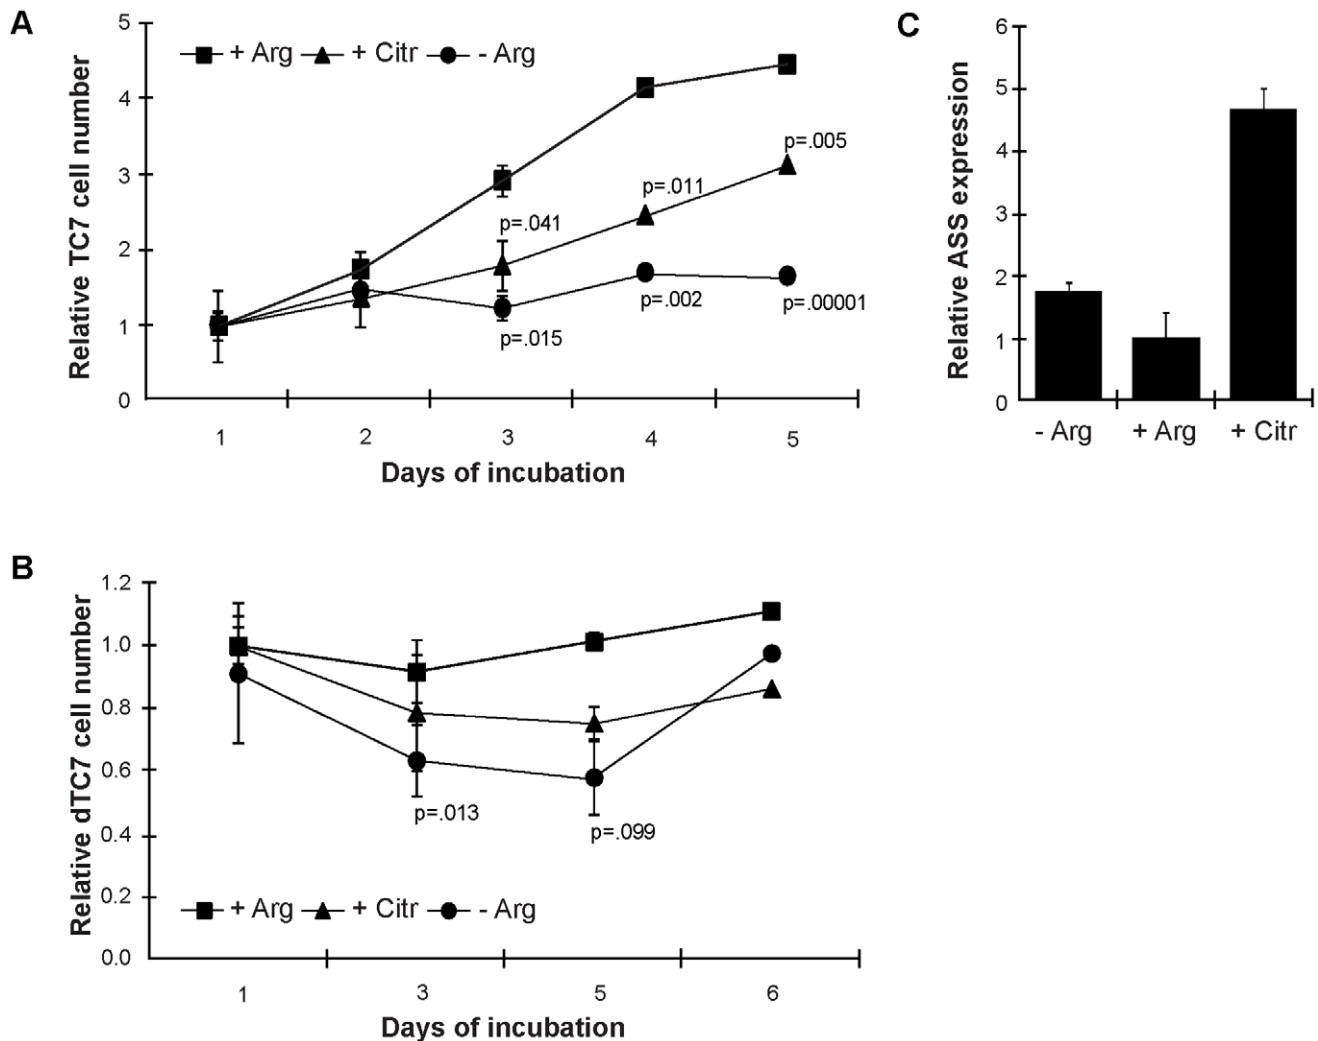 A
Relative TC7 cell number
5
4
3
2
1
0
+ Arg + Citr - Arg
p=.041
p=.011
p=.005
p=.015
p=.002
p=.00001
1 2 3 4 5
Days of incubation
C
Relative ASS expression
6
5
4
3
2
1
0
- Arg + Arg + Citr
B
Relative dTC7 cell number
1.2
1.0
0.8
0.6
0.4
0.2
0.0
p=.013
p=.099
+ Arg + Citr - Arg
1 3 5 6
Days of incubation